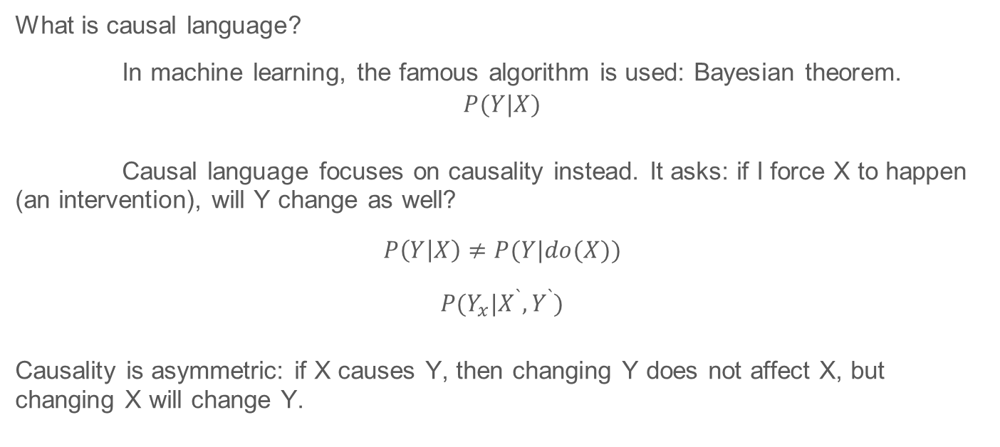 What is causal language?
In machine learning, the famous algorithm is used: Bayesian theorem.
P(Y|X)
Causal language focuses on causality instead. It asks: if I force X to happen
(an intervention), will Y change as well?
P(Y|X) ≠ P(Y|do(X))
P(Yₓ|X`,Y`)
Causality is asymmetric: if X causes Y, then changing Y does not affect X, but
changing X will change Y.